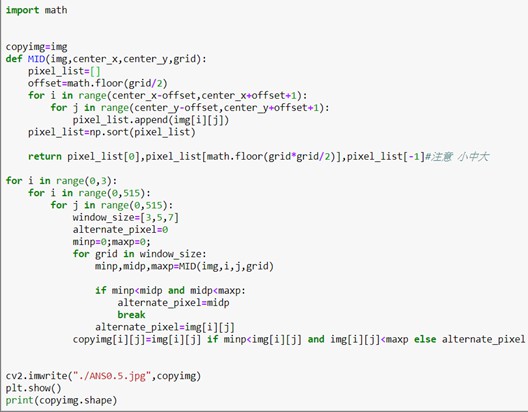 import math
copyimg=img
def MID(img,center_x,center_y,grid):
    pixel_list=[]
    offset=math.floor(grid/2)
    for i in range(center_x-offset,center_x+offset+1):
        for j in range(center_y-offset,center_y+offset+1):
            pixel_list.append(img[i][j])
    pixel_list=np.sort(pixel_list)
    return pixel_list[0],pixel_list[math.floor(grid*grid/2)],pixel_list[-1]#注意 小中大
for i in range(0,3):
    for i in range(0,515):
        for j in range(0,515):
            window_size=[3,5,7]
            alternate_pixel=0
            minp=0;maxp=0;
            for grid in window_size:
                minp,midp,maxp=MID(img,i,j,grid)
                if minp<midp and midp<maxp:
                    alternate_pixel=midp
                    break
                alternate_pixel=img[i][j]
            copyimg[i][j]=img[i][j] if minp<img[i][j] and img[i][j]<maxp else alternate_pixel
cv2.imwrite("./ANS0.5.jpg",copyimg)
plt.show()
print(copyimg.shape)